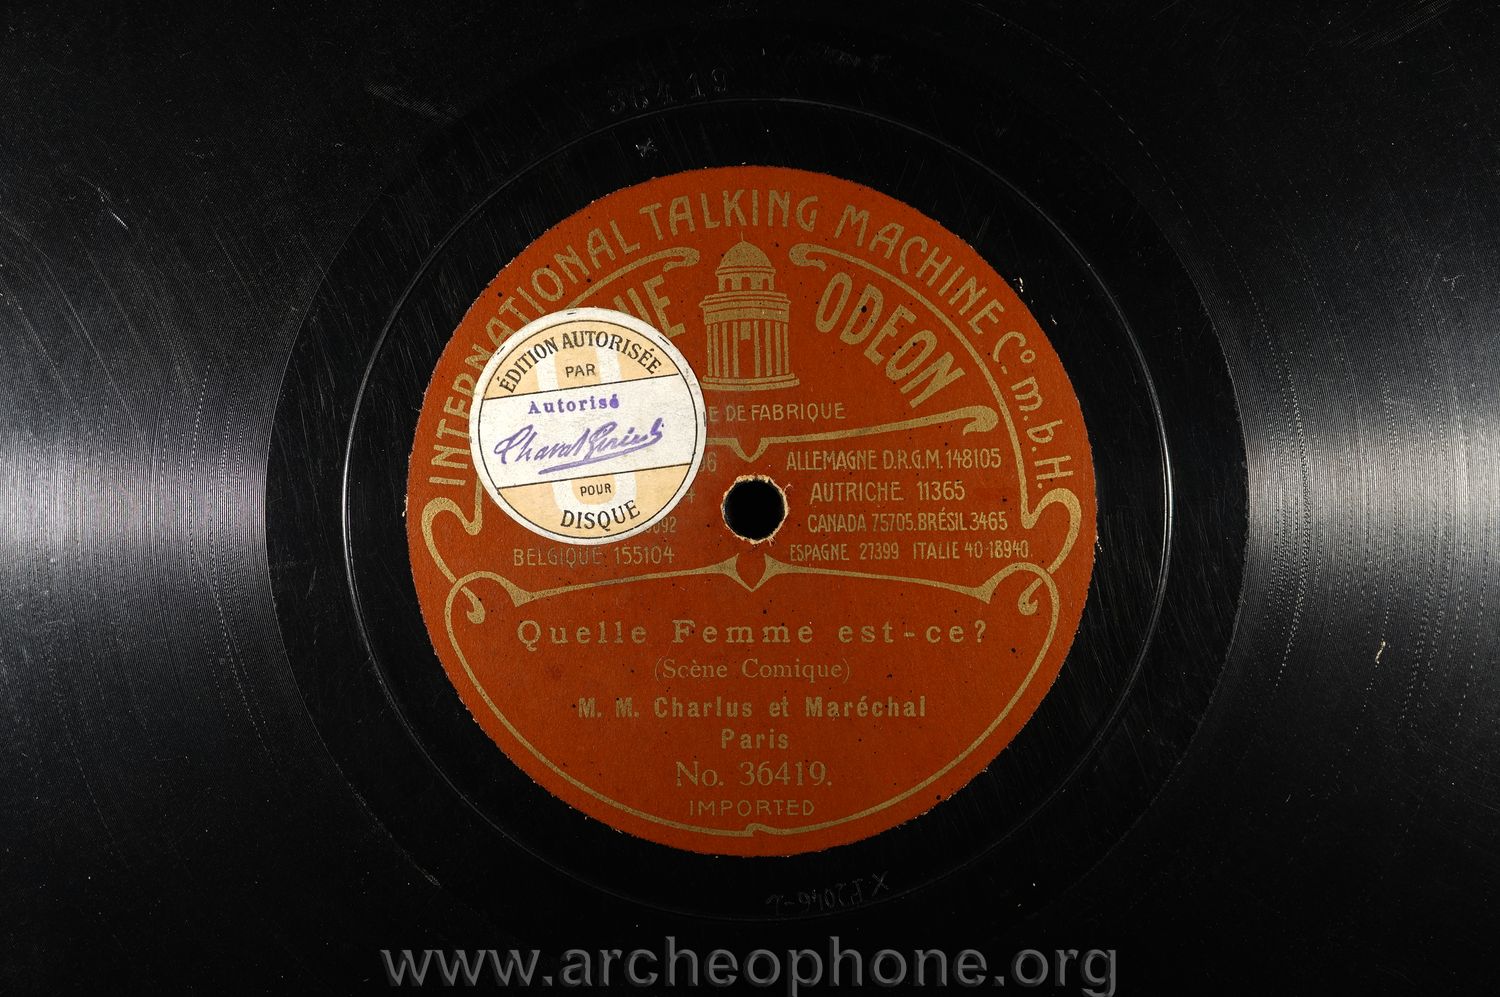 36419
INTERNATIONAL TALKING MACHINE Co. m.b.H.
ODEON
ÉDITION AUTORISÉE
PAR
Autorisé
POUR
DISQUE
DE FABRIQUE
ALLEMAGNE D.R.G.M. 148105
AUTRICHE 11365
CANADA 75705. BRÉSIL 3465
BELGIQUE 155104
ESPAGNE 27399 ITALIE 40-18940.
Quelle Femme est-ce?
(Scène Comique)
M. M. Charlus et Maréchal
Paris
No. 36419.
IMPORTED
www.archeophone.org